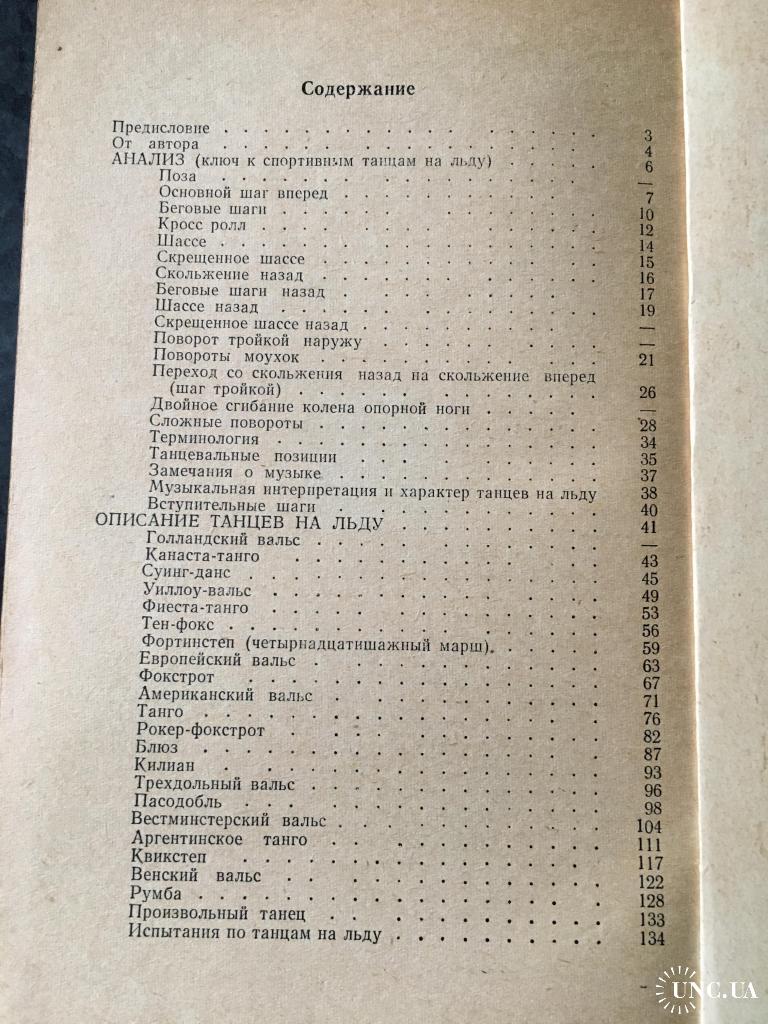 Содержание
Предисловие . . . . . . . . . . . . . . . . . . 3
От автора . . . . . . . . . . . . . . . . . . 4
АНАЛИЗ (ключ к спортивным танцам на льду) . . . . . 6
Поза . . . . . . . . . . . . . . . . —
Основной шаг вперед . . . . . . . . . . . 7
Беговые шаги . . . . . . . . . . . . . . 10
Кросс ролл . . . . . . . . . . . . . . . 12
Шассе . . . . . . . . . . . . . . . . . 14
Скрещенное шассе . . . . . . . . . . . . 15
Скольжение назад . . . . . . . . . . . . 16
Беговые шаги назад . . . . . . . . . . . 17
Шассе назад . . . . . . . . . . . . . . 19
Скрещенное шассе назад . . . . . . . . . —
Поворот тройкой наружу . . . . . . . . . —
Повороты моухок . . . . . . . . . . . . 21
Переход со скольжения назад на скольжение вперед
(шаг тройкой) . . . . . . . . . . . . . 26
Двойное сгибание колена опорной ноги . . . . . —
Сложные повороты . . . . . . . . . . . . 28
Терминология . . . . . . . . . . . . . . 34
Танцевальные позиции . . . . . . . . . . 35
Замечания о музыке . . . . . . . . . . . 37
Музыкальная интерпретация и характер танцев на льду 38
Вступительные шаги . . . . . . . . . . . 40
ОПИСАНИЕ ТАНЦЕВ НА ЛЬДУ . . . . . . . . . 41
Голландский вальс . . . . . . . . . . . . —
Канаста-танго . . . . . . . . . . . . . 43
Суинг-данс . . . . . . . . . . . . . . . 45
Уиллоу-вальс . . . . . . . . . . . . . . 49
Фиеста-танго . . . . . . . . . . . . . . 53
Тен-фокс . . . . . . . . . . . . . . . . 56
Фортинстеп (четырнадцатишажный марш) . . . . . 59
Европейский вальс . . . . . . . . . . . . 63
Фокстрот . . . . . . . . . . . . . . . . 67
Американский вальс . . . . . . . . . . . 71
Танго . . . . . . . . . . . . . . . . . 76
Рокер-фокстрот . . . . . . . . . . . . . 82
Блюз . . . . . . . . . . . . . . . . . . 87
Килиан . . . . . . . . . . . . . . . . . 93
Трехдольный вальс . . . . . . . . . . . . 96
Пасодобль . . . . . . . . . . . . . . . 98
Вестминстерский вальс . . . . . . . . . . 104
Аргентинское танго . . . . . . . . . . . 111
Квикстеп . . . . . . . . . . . . . . . . 117
Венский вальс . . . . . . . . . . . . . 122
Румба . . . . . . . . . . . . . . . . . 128
Произвольный танец . . . . . . . . . . . 133
Испытания по танцам на льду . . . . . . . . 134
UNC.UA